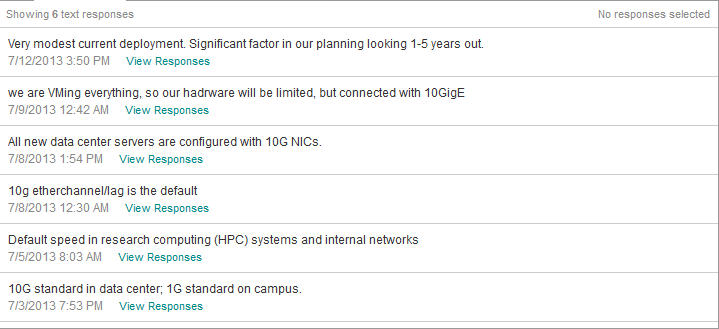 Showing 6 text responses No responses selected
Very modest current deployment. Significant factor in our planning looking 1-5 years out.
7/12/2013 3:50 PM View Responses
we are VMing everything, so our hadrware will be limited, but connected with 10GigE
7/9/2013 12:42 AM View Responses
All new data center servers are configured with 10G NICs.
7/8/2013 1:54 PM View Responses
10g etherchannel/lag is the default
7/8/2013 12:30 AM View Responses
Default speed in research computing (HPC) systems and internal networks
7/5/2013 8:03 AM View Responses
10G standard in data center; 1G standard on campus.
7/3/2013 7:53 PM View Responses